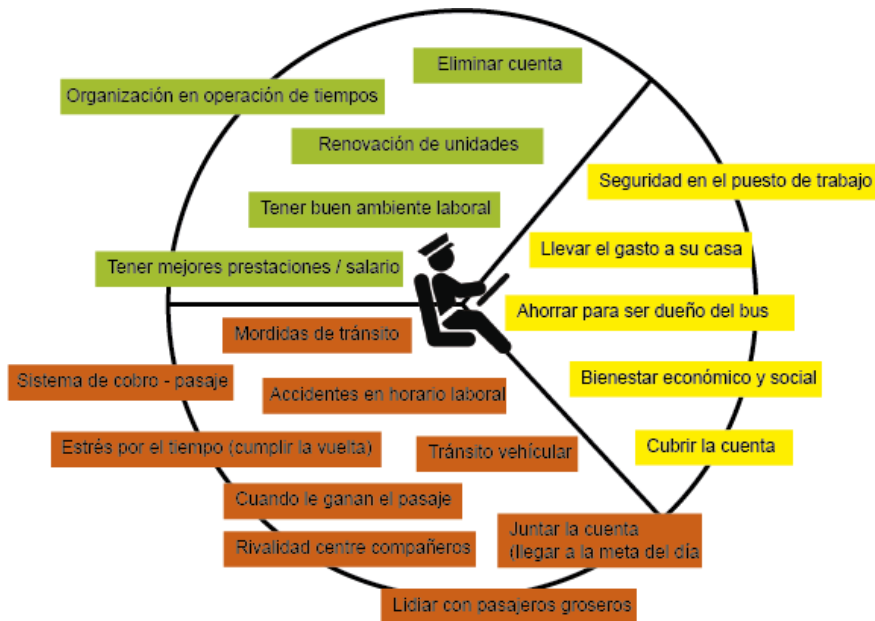 Eliminar cuenta
Organización en operación de tiempos
Renovación de unidades
Tener buen ambiente laboral
Tener mejores prestaciones / salario
Seguridad en el puesto de trabajo
Llevar el gasto a su casa
Ahorrar para ser dueño del bus
Bienestar económico y social
Cubrir la cuenta
Mordidas de tránsito
Sistema de cobro - pasaje
Accidentes en horario laboral
Estrés por el tiempo (cumplir la vuelta)
Tránsito vehícular
Cuando le ganan el pasaje
Rivalidad centre compañeros
Juntar la cuenta
(llegar a la meta del día
Lidiar con pasajeros groseros